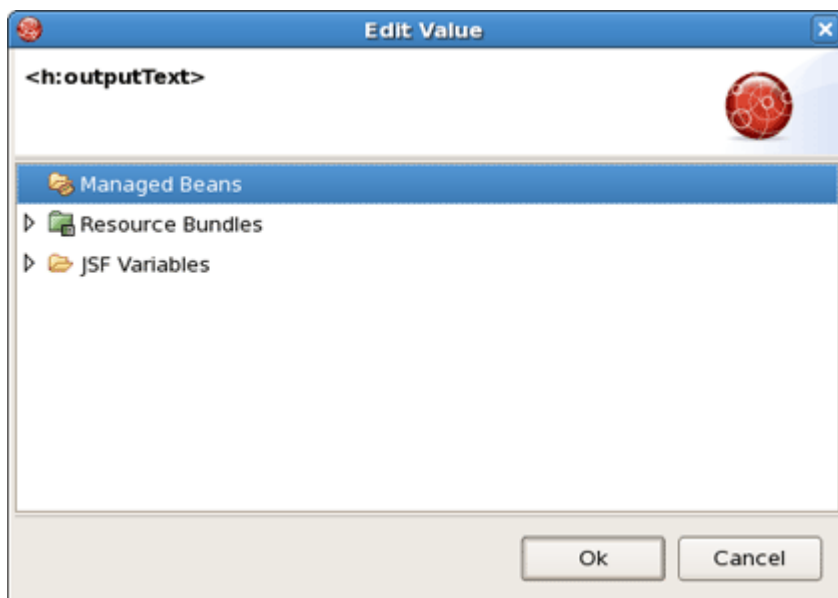 Edit Value
<h:outputText>
Managed Beans
Resource Bundles
JSF Variables
Ok Cancel